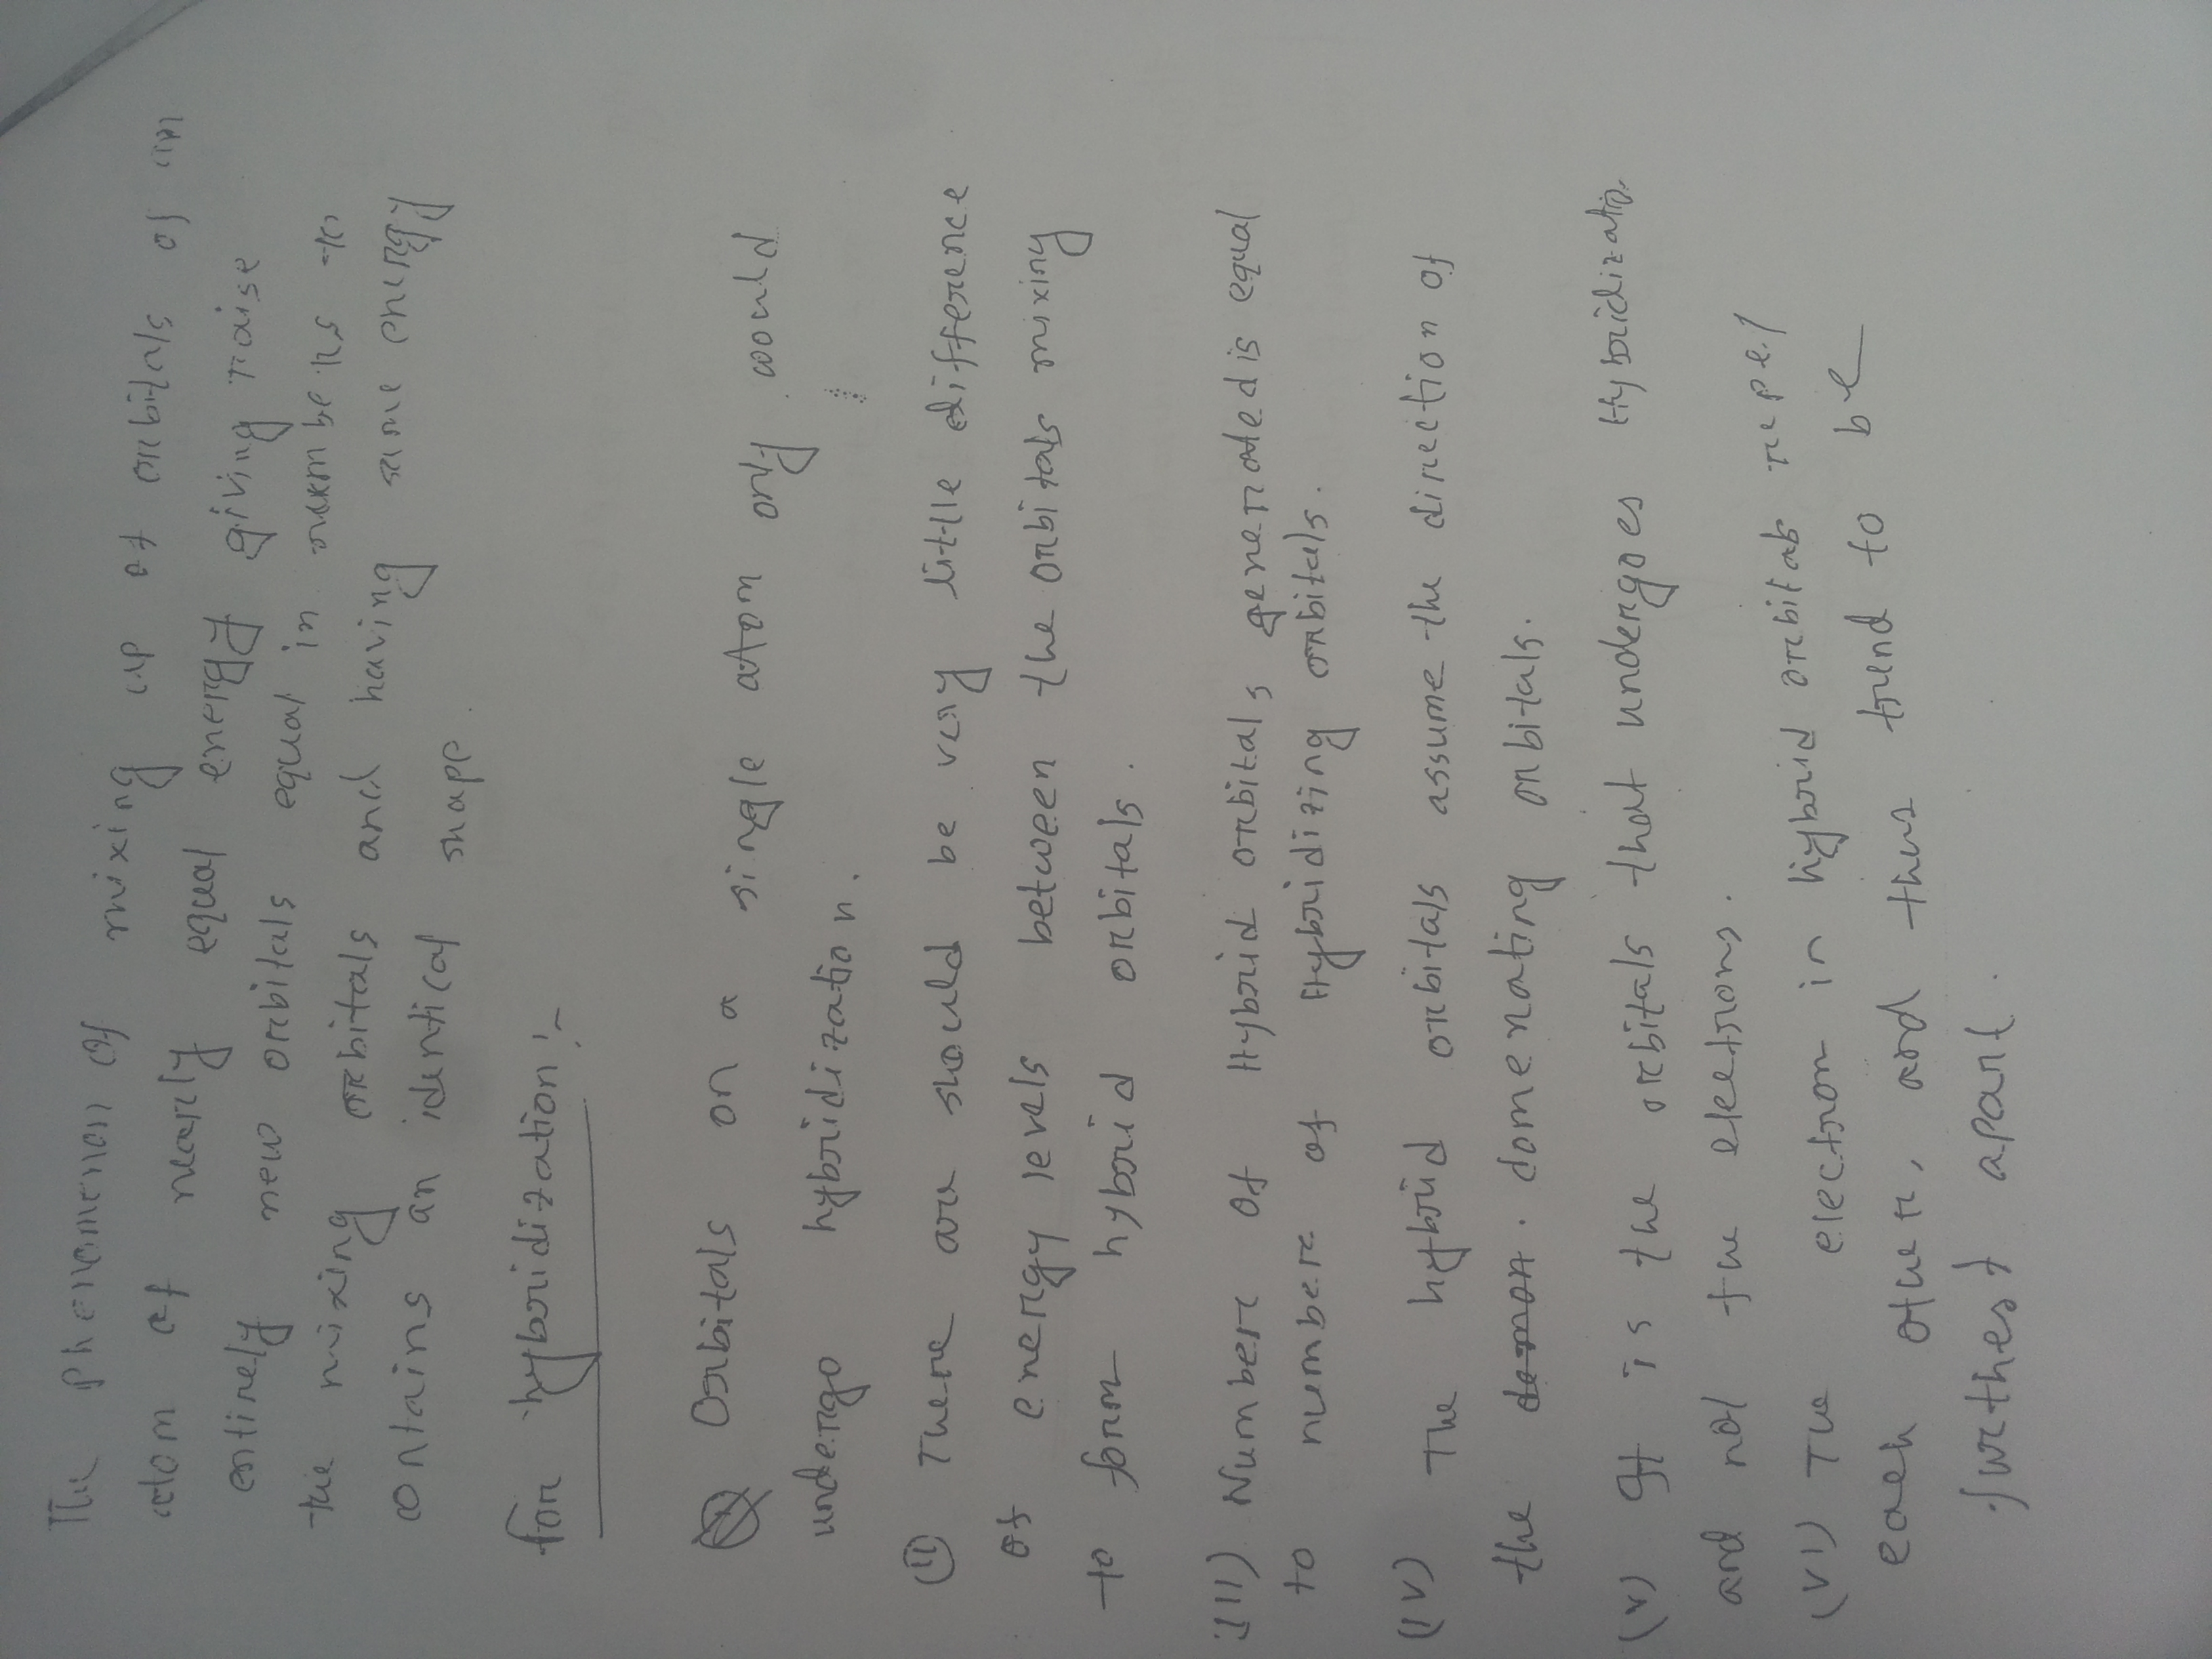 The phenomenon of mixing up of orbitals of an
atom of nearly equal energy giving raise
entirely new orbitals equal in numbers to
the mixing orbitals and having same energy
contains an identical shape.
for hybridization :-
Orbitals on a single atom only would
undergo hybridization.
(II) There are should be very little difference
of energy levels between the orbitals mixing
to form hybrid orbitals.
III) Number of Hybrid orbitals generated is equal
to number of Hybridizing orbitals.
(IV) The hybrid orbitals assume the direction of
the demon. domenating orbitals.
(V) It is the orbitals that undergoes Hybridizatio
and not the electrons.
(VI) The electron in hybrid orbitals repel
each other, and thus trend to be
furthest apart.